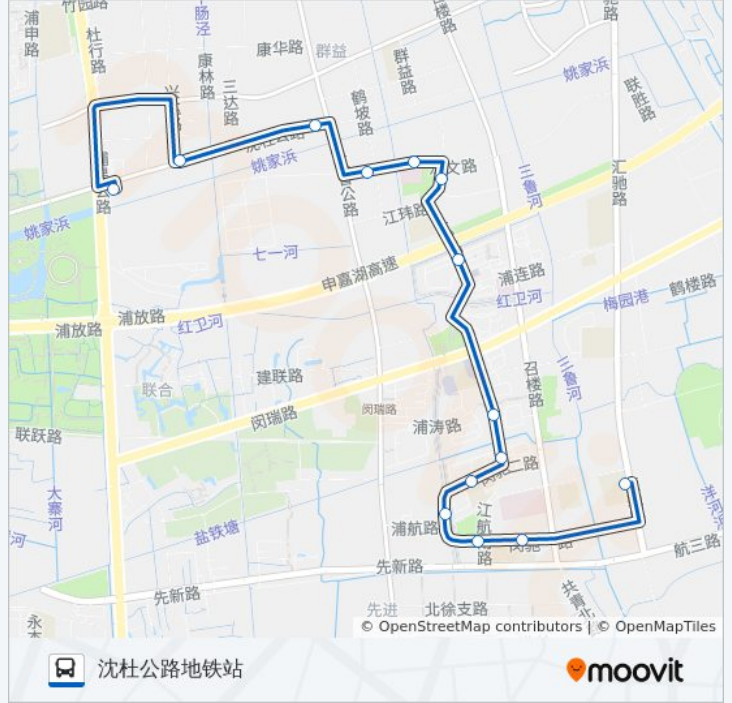 竹园路
浦申路
杜行路
肠泾
康林路
三达路
康华路
群益
群益路
鹤坡路
姚家浜
联胜路
姚家浜
汇驰路
三鲁河
公路
江玮路
姚家浜
七一河
申嘉湖高速
浦连路
红卫河
梅园港
鹤楼路
浦放路
浦放路
红卫河
建联路
联合
召楼路
三鲁河
闵瑞路
闵瑞路
浦涛路
联跃路
大寨河
盐铁塘
浦航路
先新路
航三路
先新路
先进
北徐支路
© OpenStreetMap contributors | © OpenMapTiles
沈杜公路地铁站
moovit